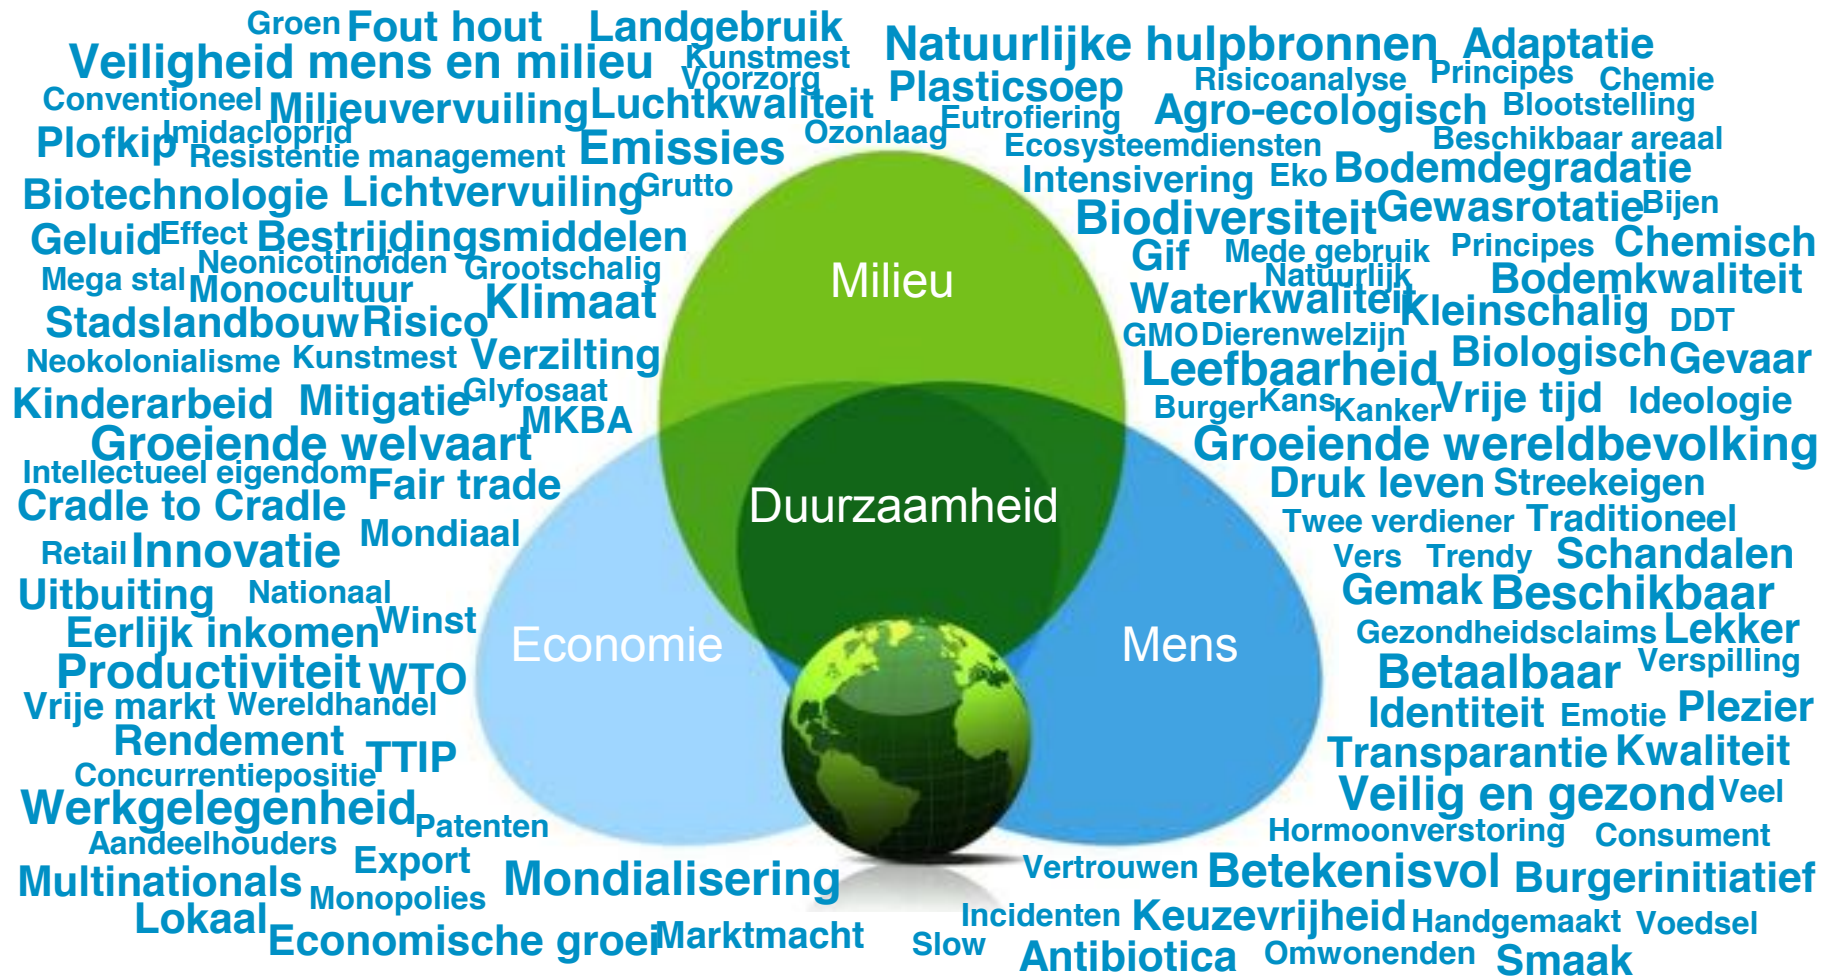 Groen Fout hout Landgebruik
Veiligheid mens en milieu Kunstmest Natuurlijke hulpbronnen Adaptatie
Voorzorg Plasticsoep Risicoanalyse Principes Chemie
Conventioneel Milieuvervuiling Luchtkwaliteit Eutrofiering Agro-ecologisch Blootstelling
Plofkip Imidacloprid Ozonlaag Beschikbaar areaal
Resistentie management Emissies Ecosysteemdiensten
Biotechnologie Lichtvervuiling Grutto Intensivering Eko Bodemdegradatie
Biodiversiteit Gewasrotatie Bijen
Geluid Effect Bestrijdingsmiddelen Gif Mede gebruik Principes Chemisch
Neonicotinoiden Grootschalig Natuurlijk
Mega stal Monocultuur Klimaat Milieu Waterkwaliteit Bodemkwaliteit
Stadslandbouw Risico Kleinschalig DDT
GMO Dierenwelzijn
Neokolonialisme Kunstmest Verzilting Leefbaarheid Biologisch Gevaar
Kinderarbeid Mitigatie Glyfosaat Burger Kans Kanker Vrije tijd Ideologie
MKBA
Groeiende welvaart Groeiende wereldbevolking
Intellectueel eigendom Fair trade Druk leven Streekeigen
Cradle to Cradle Duurzaamheid
Mondiaal Twee verdiener Traditioneel
Retail Innovatie Vers Trendy Schandalen
Uitbuiting Nationaal Gemak Beschikbaar
Eerlijk inkomen Winst Economie Mens Gezondheidsclaims Lekker
Productiviteit WTO Betaalbaar Verspilling
Vrije markt Wereldhandel Identiteit Emotie Plezier
Rendement TTIP Transparantie Kwaliteit
Concurrentiepositie
Werkgelegenheid Patenten Veilig en gezond Veel
Aandeelhouders Hormoonverstoring Consument
Export
Multinationals Monopolies Mondialisering Vertrouwen Betekenisvol Burgerinitiatief
Lokaal Incidenten Keuzevrijheid Handgemaakt Voedsel
Economische groei Marktmacht Slow Antibiotica Omwonenden Smaak